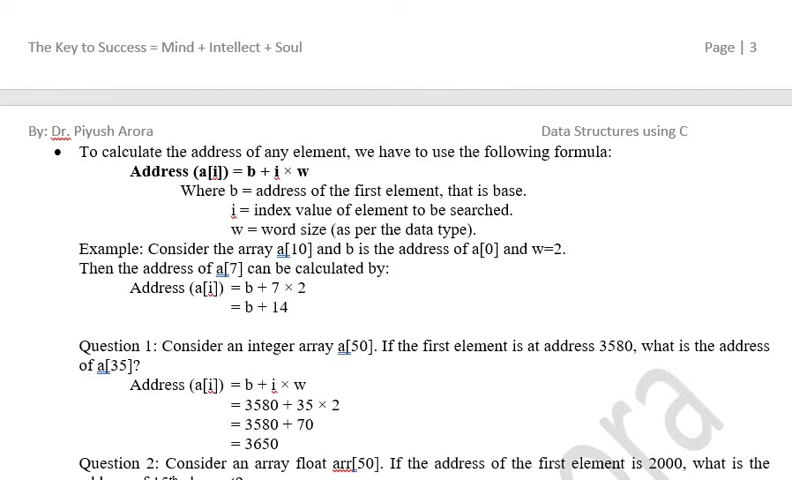 The Key to Success = Mind + Intellect + Soul Page | 3
By: Dr. Piyush Arora Data Structures using C
• To calculate the address of any element, we have to use the following formula:
Address (a[i]) = b + i × w
Where b = address of the first element, that is base.
i = index value of element to be searched.
w = word size (as per the data type).
Example: Consider the array a[10] and b is the address of a[0] and w=2.
Then the address of a[7] can be calculated by:
Address (a[i]) = b + 7 × 2
= b + 14
Question 1: Consider an integer array a[50]. If the first element is at address 3580, what is the address
of a[35]?
Address (a[i]) = b + i × w
= 3580 + 35 × 2
= 3580 + 70
= 3650
Question 2: Consider an array float arr[50]. If the address of the first element is 2000, what is the
ora